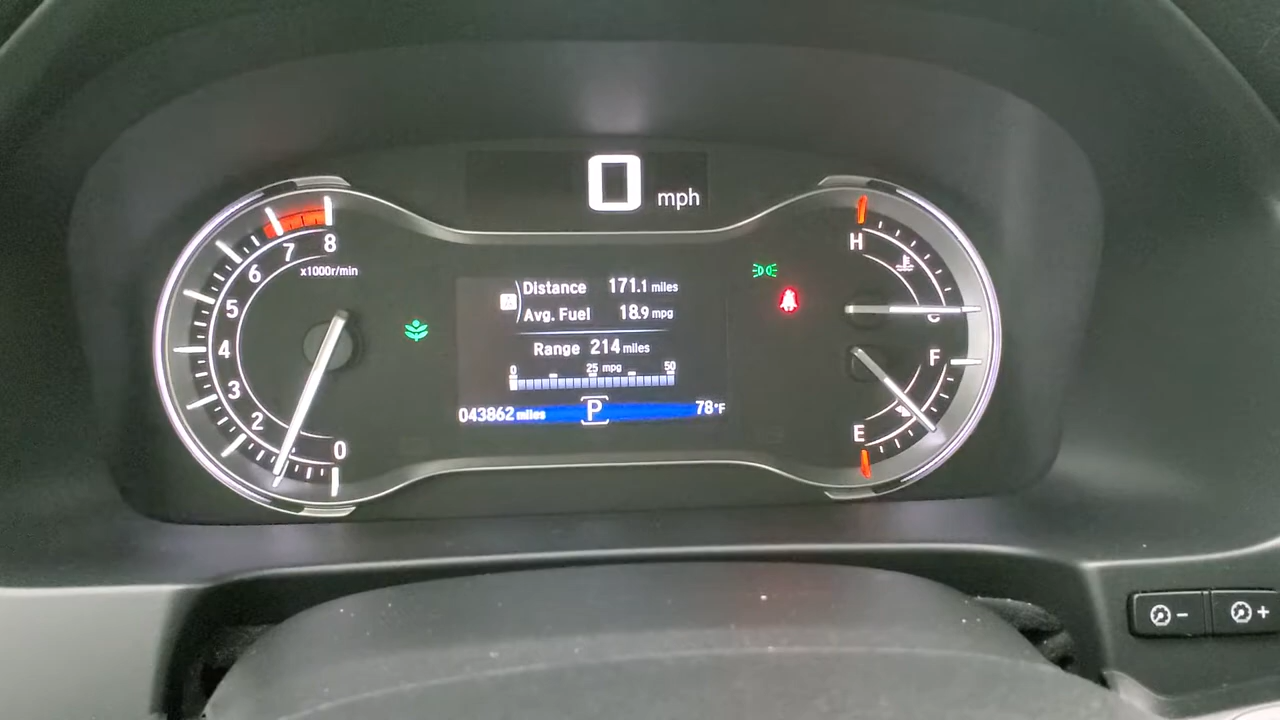 0 mph
8
7
6
5
4
3
2
0
x1000r/min
A Distance 171.1 miles
Avg. Fuel 18.9 mpg
Range 214 miles
0 25 mpg 50
043862 miles P 78°F
H
C
F
E
−
+